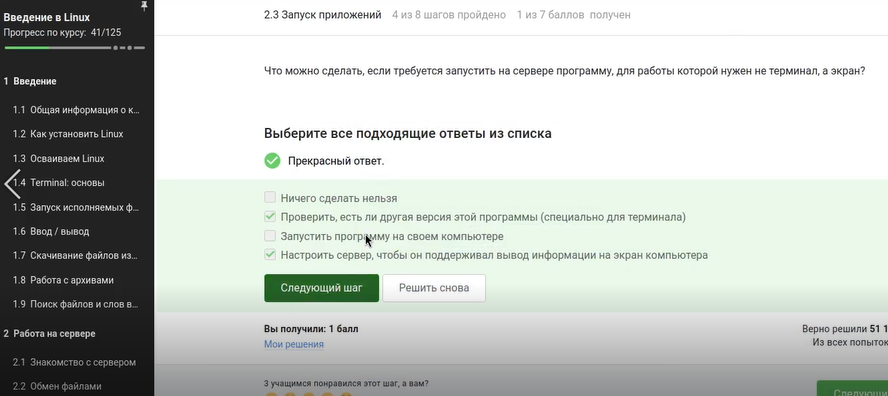 Введение в Linux
Прогресс по курсу: 41/125
1 Введение
1.1 Общая информация о к...
1.2 Как установить Linux
1.3 Осваиваем Linux
1.4 Terminal: основы
1.5 Запуск исполняемых ф...
1.6 Ввод / вывод
1.7 Скачивание файлов из...
1.8 Работа с архивами
1.9 Поиск файлов и слов в...
2 Работа на сервере
2.1 Знакомство с сервером
2.2 Обмен файлами
2.3 Запуск приложений 4 из 8 шагов пройдено 1 из 7 баллов получен
Что можно сделать, если требуется запустить на сервере программу, для работы которой нужен не терминал, а экран?
Выберите все подходящие ответы из списка
Прекрасный ответ.
Ничего сделать нельзя
Проверить, есть ли другая версия этой программы (специально для терминала)
Запустить программу на своем компьютере
Настроить сервер, чтобы он поддерживал вывод информации на экран компьютера
Следующий шаг Решить снова
Вы получили: 1 балл Верно решили 51 1
Мои решения Из всех попыток
3 учащимся понравился этот шаг, а вам?
Следующи